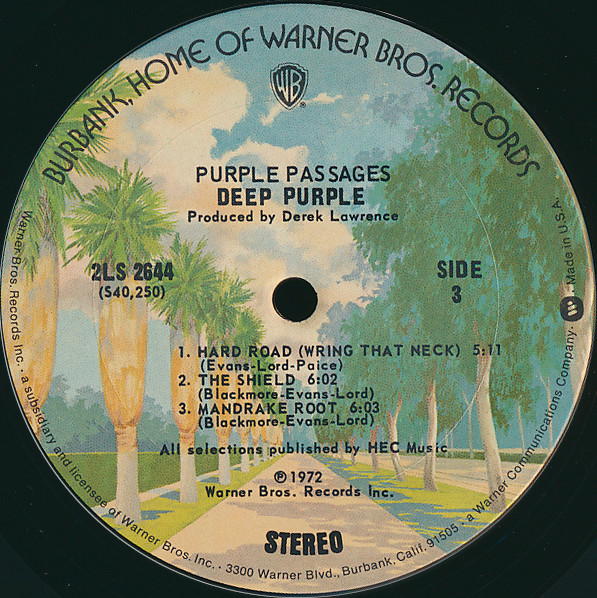 BURBANK, HOME OF WARNER BROS. RECORDS
WB
®
PURPLE PASSAGES
DEEP PURPLE
Produced by Derek Lawrence
2LS 2644
(S40,250)
SIDE
3
1. HARD ROAD (WRING THAT NECK) 5:11
(Evans-Lord-Paice)
2. THE SHIELD 6:02
(Blackmore-Evans-Lord)
3. MANDRAKE ROOT 6:03
(Blackmore-Evans-Lord)
All selections published by HEC Music
℗ 1972
Warner Bros. Records Inc.
STEREO
Warner Bros. Records Inc. · a subsidiary and licensee of Warner Bros. Inc. · 3300 Warner Blvd., Burbank, Calif. 91505 · a Warner Communications Company · Made in U.S.A.